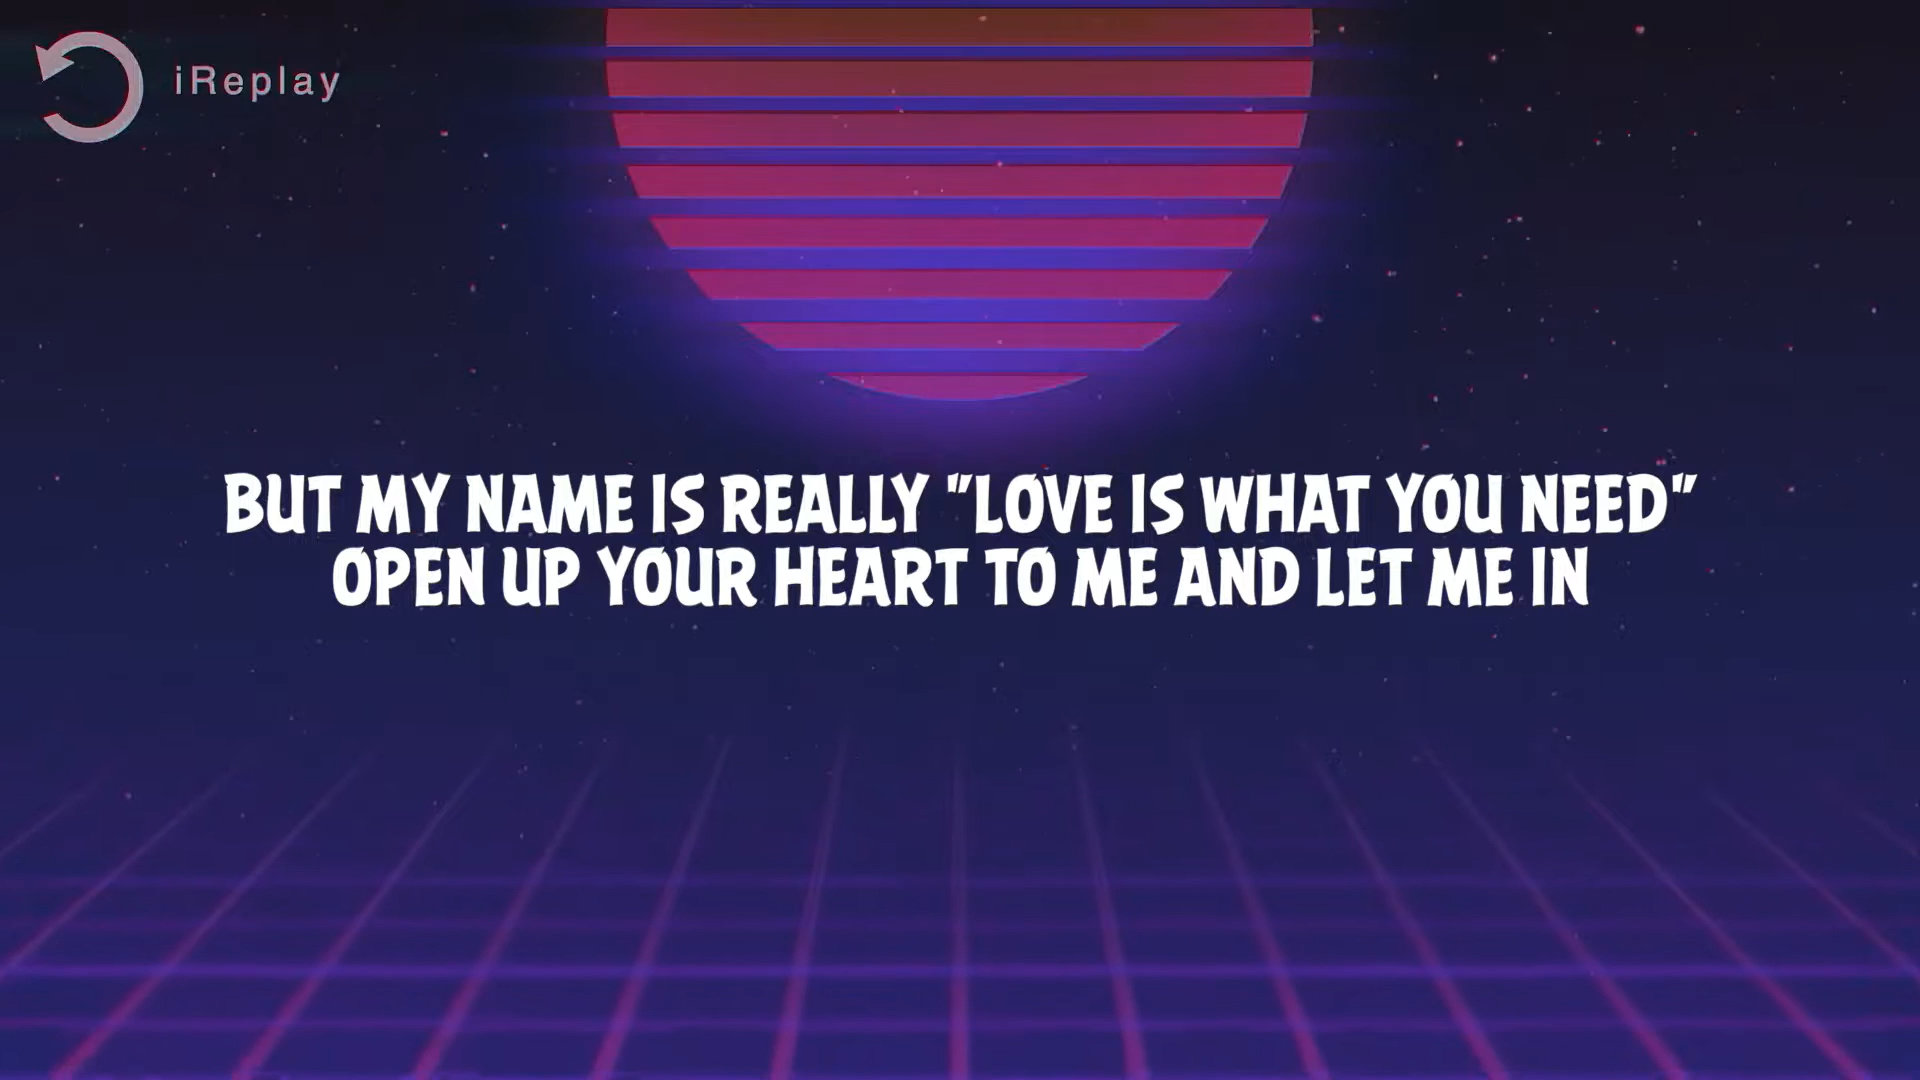 iReplay
BUT MY NAME IS REALLY "LOVE IS WHAT YOU NEED"
OPEN UP YOUR HEART TO ME AND LET ME IN